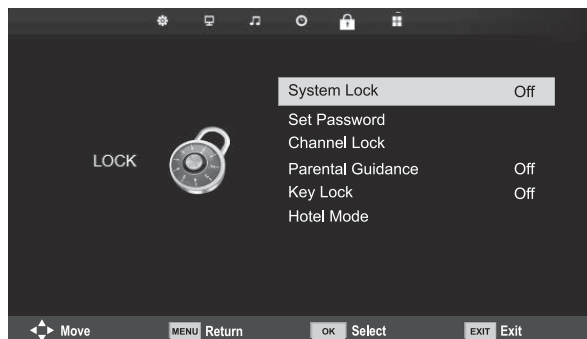 LOCK
System Lock Off
Set Password
Channel Lock
Parental Guidance Off
Key Lock Off
Hotel Mode
Move MENU Return OK Select EXIT Exit